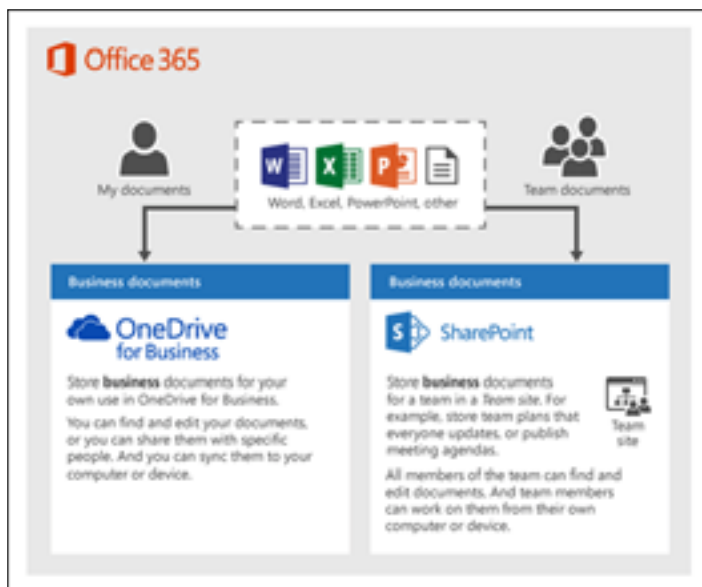 Office 365
W
X
P
My documents
Word, Excel, PowerPoint, other
Team documents
Business documents
OneDrive
for Business
Store business documents for your
own use in OneDrive for Business.
You can find and edit your documents,
or you can share them with specific
people. And you can sync them to your
computer or device.
Business documents
S
SharePoint
Store business documents
for a team in a Team site. For
example, store team plans that
everyone updates, or publish
meeting agendas.
Team
site
All members of the team can find and
edit documents. And team members
can work on them from their own
computer or device.